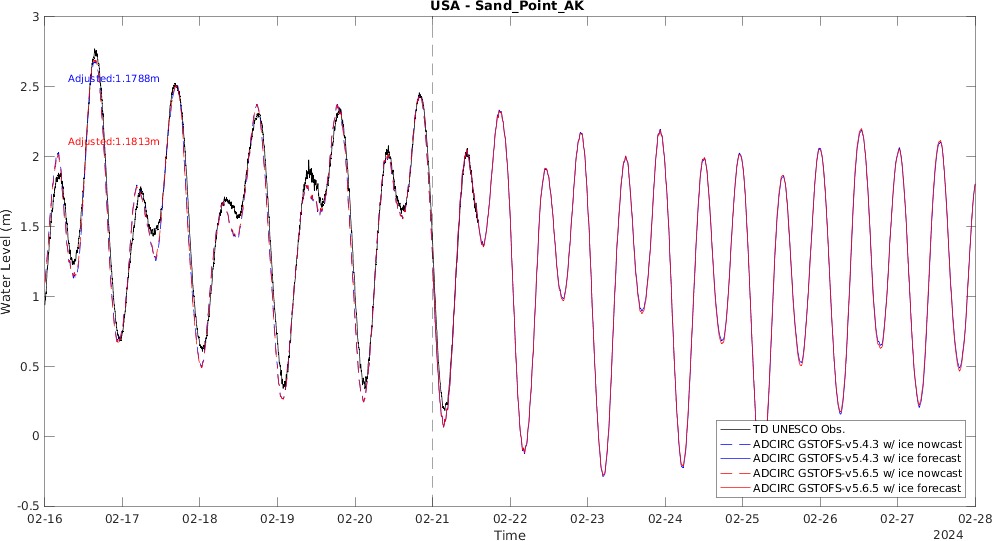 USA - Sand_Point_AK
3
2.5
2
1.5
1
0.5
0
-0.5
Water Level (m)
Adjusted:1.1788m
Adjusted:1.1813m
TD UNESCO Obs.
ADCIRC GSTOFS-v5.4.3 w/ ice nowcast
ADCIRC GSTOFS-v5.4.3 w/ ice forecast
ADCIRC GSTOFS-v5.6.5 w/ ice nowcast
ADCIRC GSTOFS-v5.6.5 w/ ice forecast
02-16 02-17 02-18 02-19 02-20 02-21 02-22 02-23 02-24 02-25 02-26 02-27 02-28
Time
2024